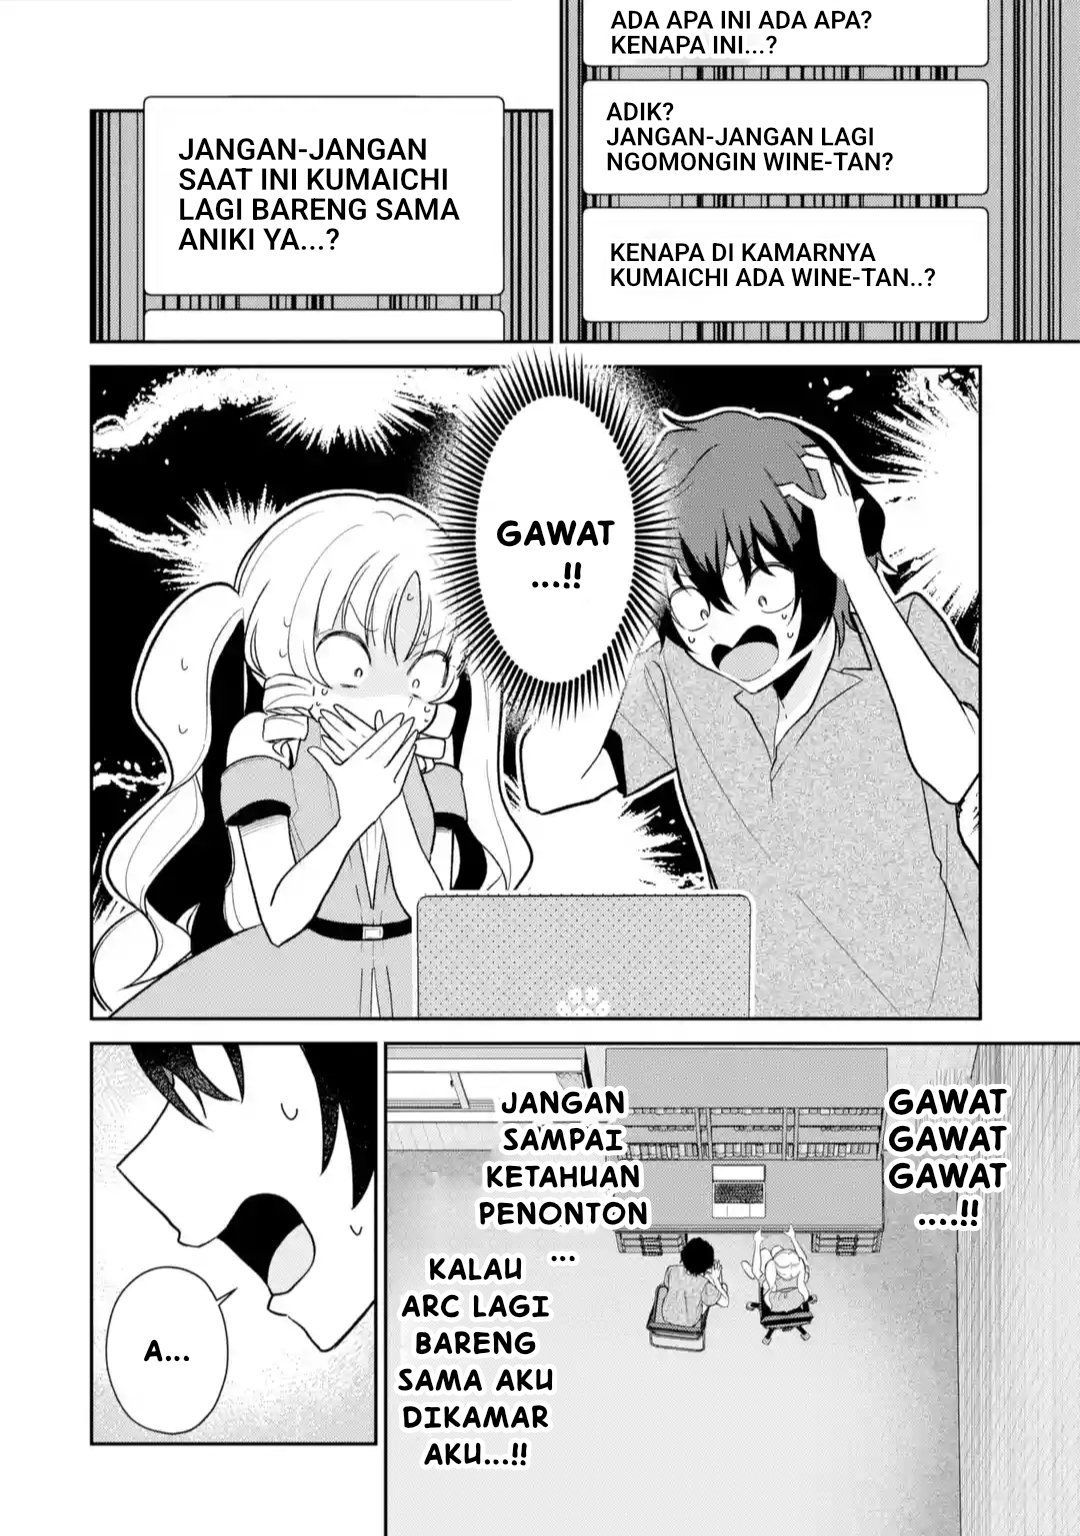 ADA APA INI ADA APA?
KENAPA INI...?
ADIK?
JANGAN-JANGAN LAGI
NGOMONGIN WINE-TAN?
KENAPA DI KAMARNYA
KUMAICHI ADA WINE-TAN..?
JANGAN-JANGAN
SAAT INI KUMAICHI
LAGI BARENG SAMA
ANIKI YA...?
GAWAT
...!!
GAWAT
GAWAT
GAWAT
....!!
JANGAN
SAMPAI
KETAHUAN
PENONTON
...
KALAU
ARC LAGI
BARENG
SAMA AKU
DIKAMAR
AKU...!!
A...